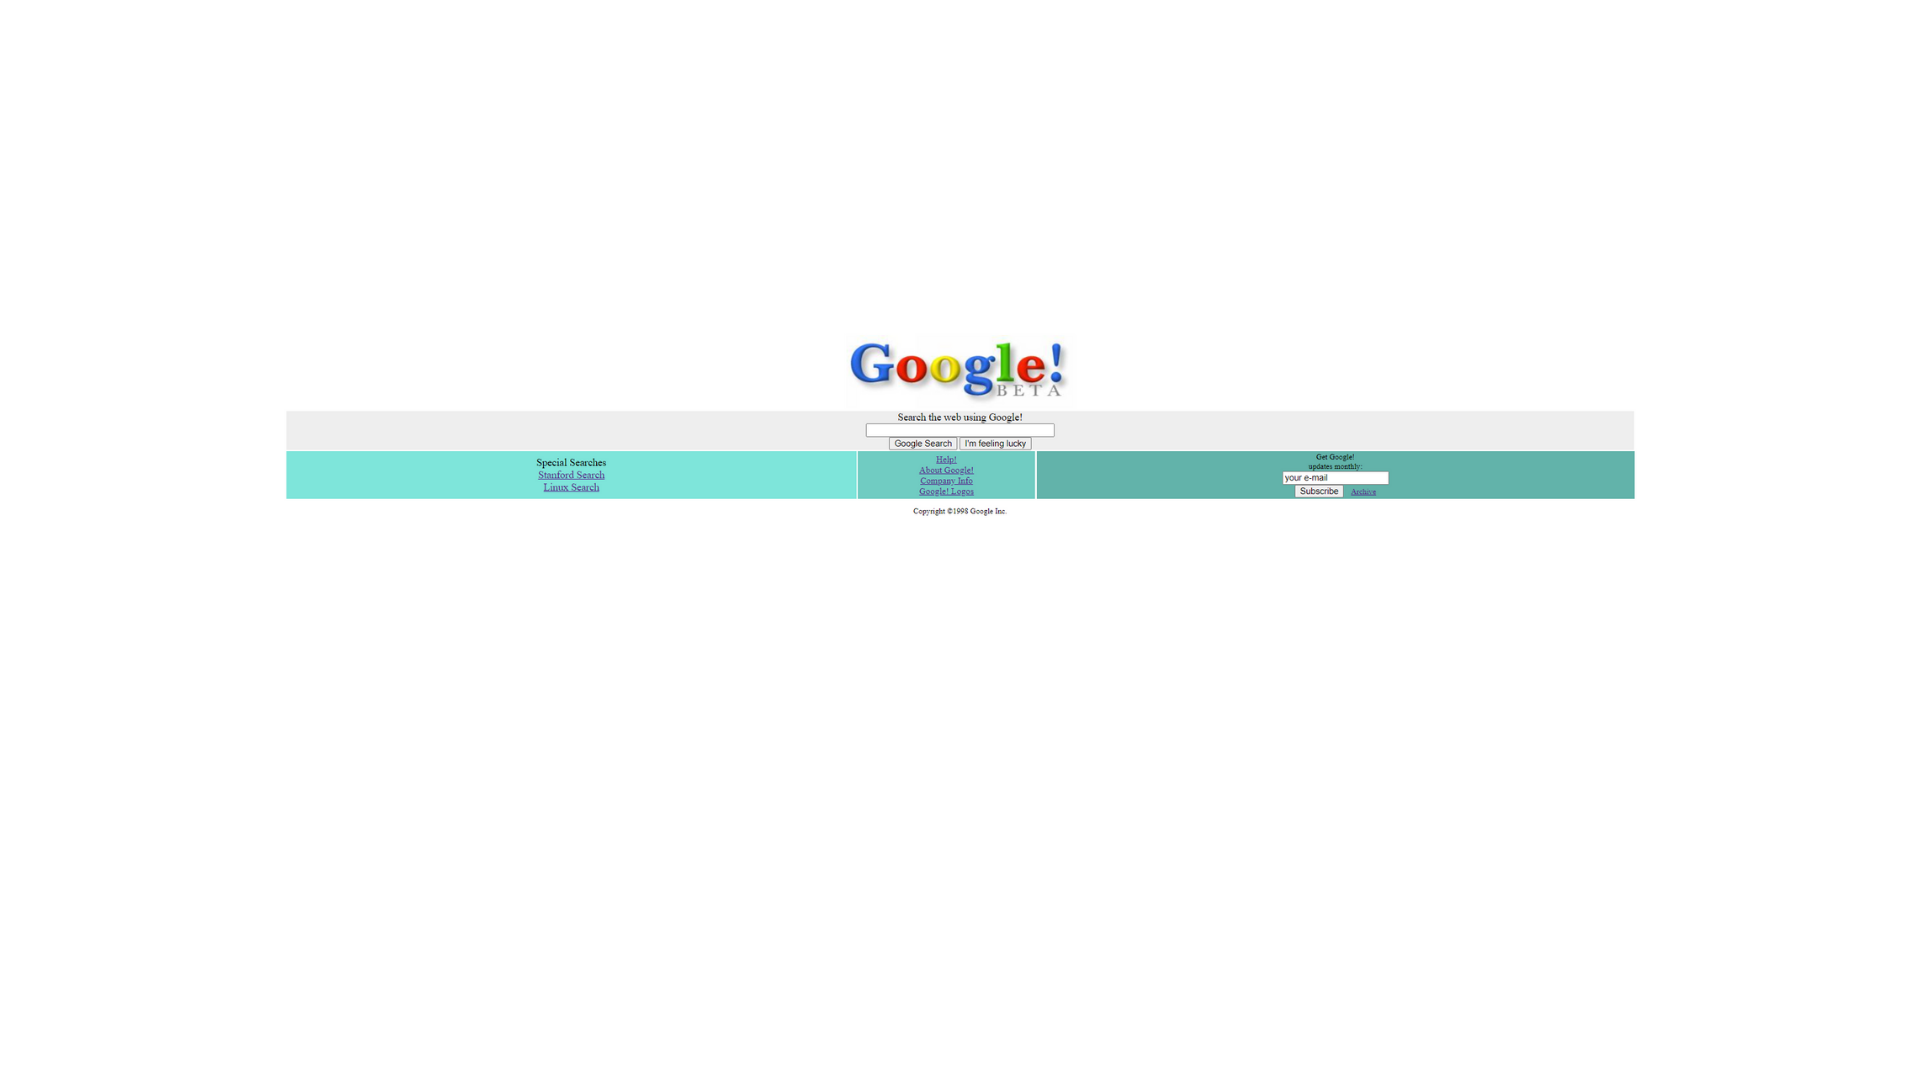 Google!
BETA
Search the web using Google!
Google Search I'm feeling lucky
Special Searches
Stanford Search
Linux Search
Help!
About Google!
Company Info
Google! Logos
Get Google!
updates monthly:
your e-mail
Subscribe Archive
Copyright ©1998 Google Inc.